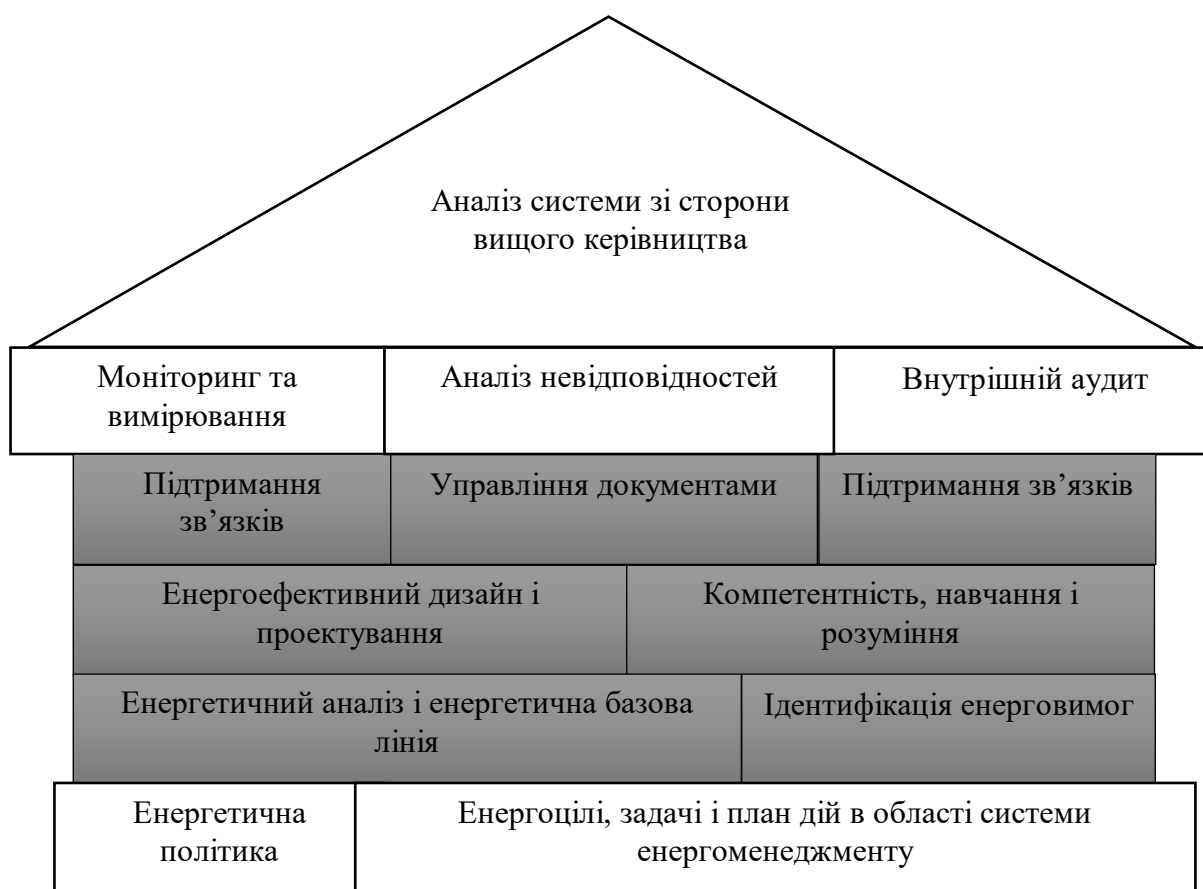 Аналіз системи зі сторони
вищого керівництва
Моніторинг та
вимірювання
Аналіз невідповідностей
Внутрішній аудит
Підтримання
зв’язків
Управління документами
Підтримання зв’язків
Енергоефективний дизайн і
проектування
Компетентність, навчання і
розуміння
Енергетичний аналіз і енергетична базова
лінія
Ідентифікація енерговимог
Енергетична
політика
Енергоцілі, задачі і план дій в області системи
енергоменеджменту